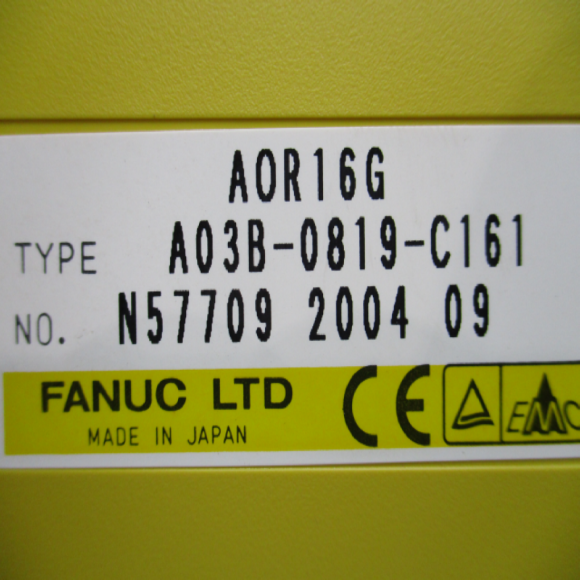 AOR16G
TYPE A03B-0819-C161
NO. N57709 2004 09
FANUC LTD
MADE IN JAPAN
CE
EMC